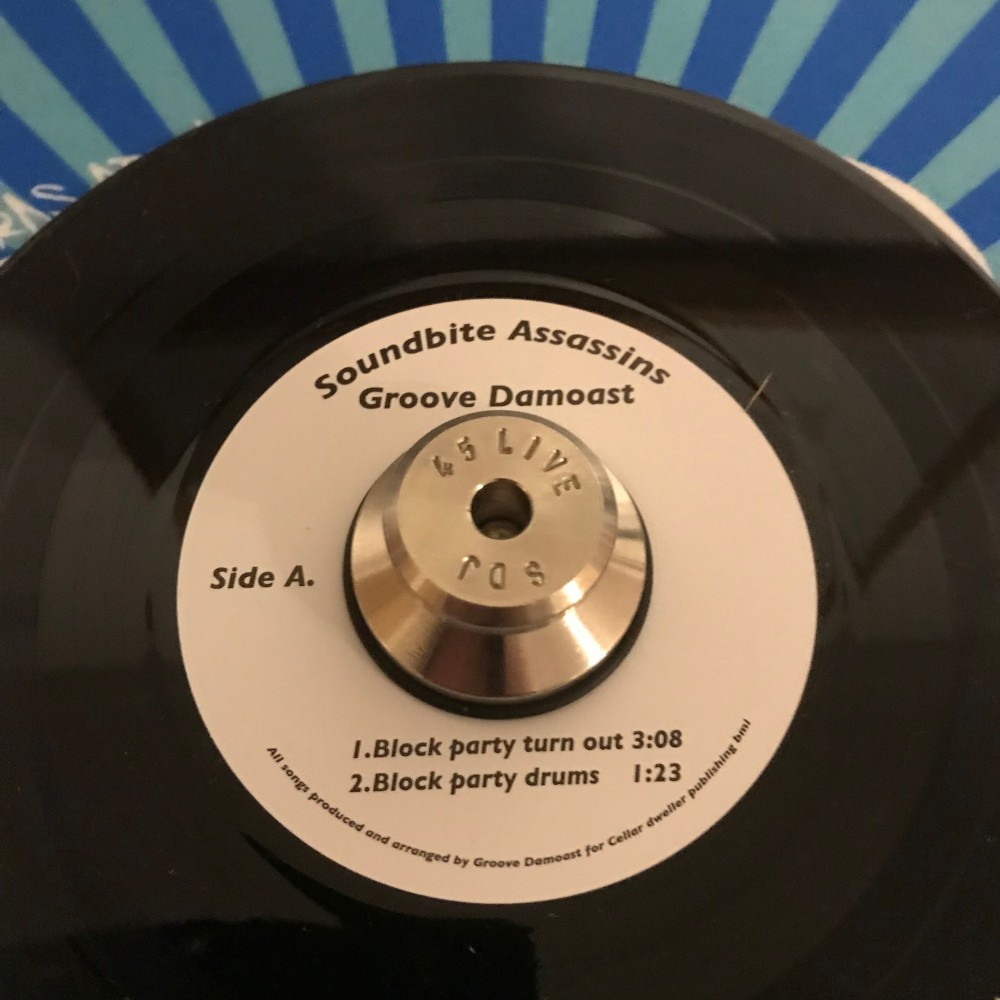 Soundbite Assassins
Groove Damoast
45 LIVE
SDJ
Side A.
1.Block party turn out 3:08
2.Block party drums 1:23
All songs produced and arranged by Groove Damoast for Cellar dweller publishing bmi